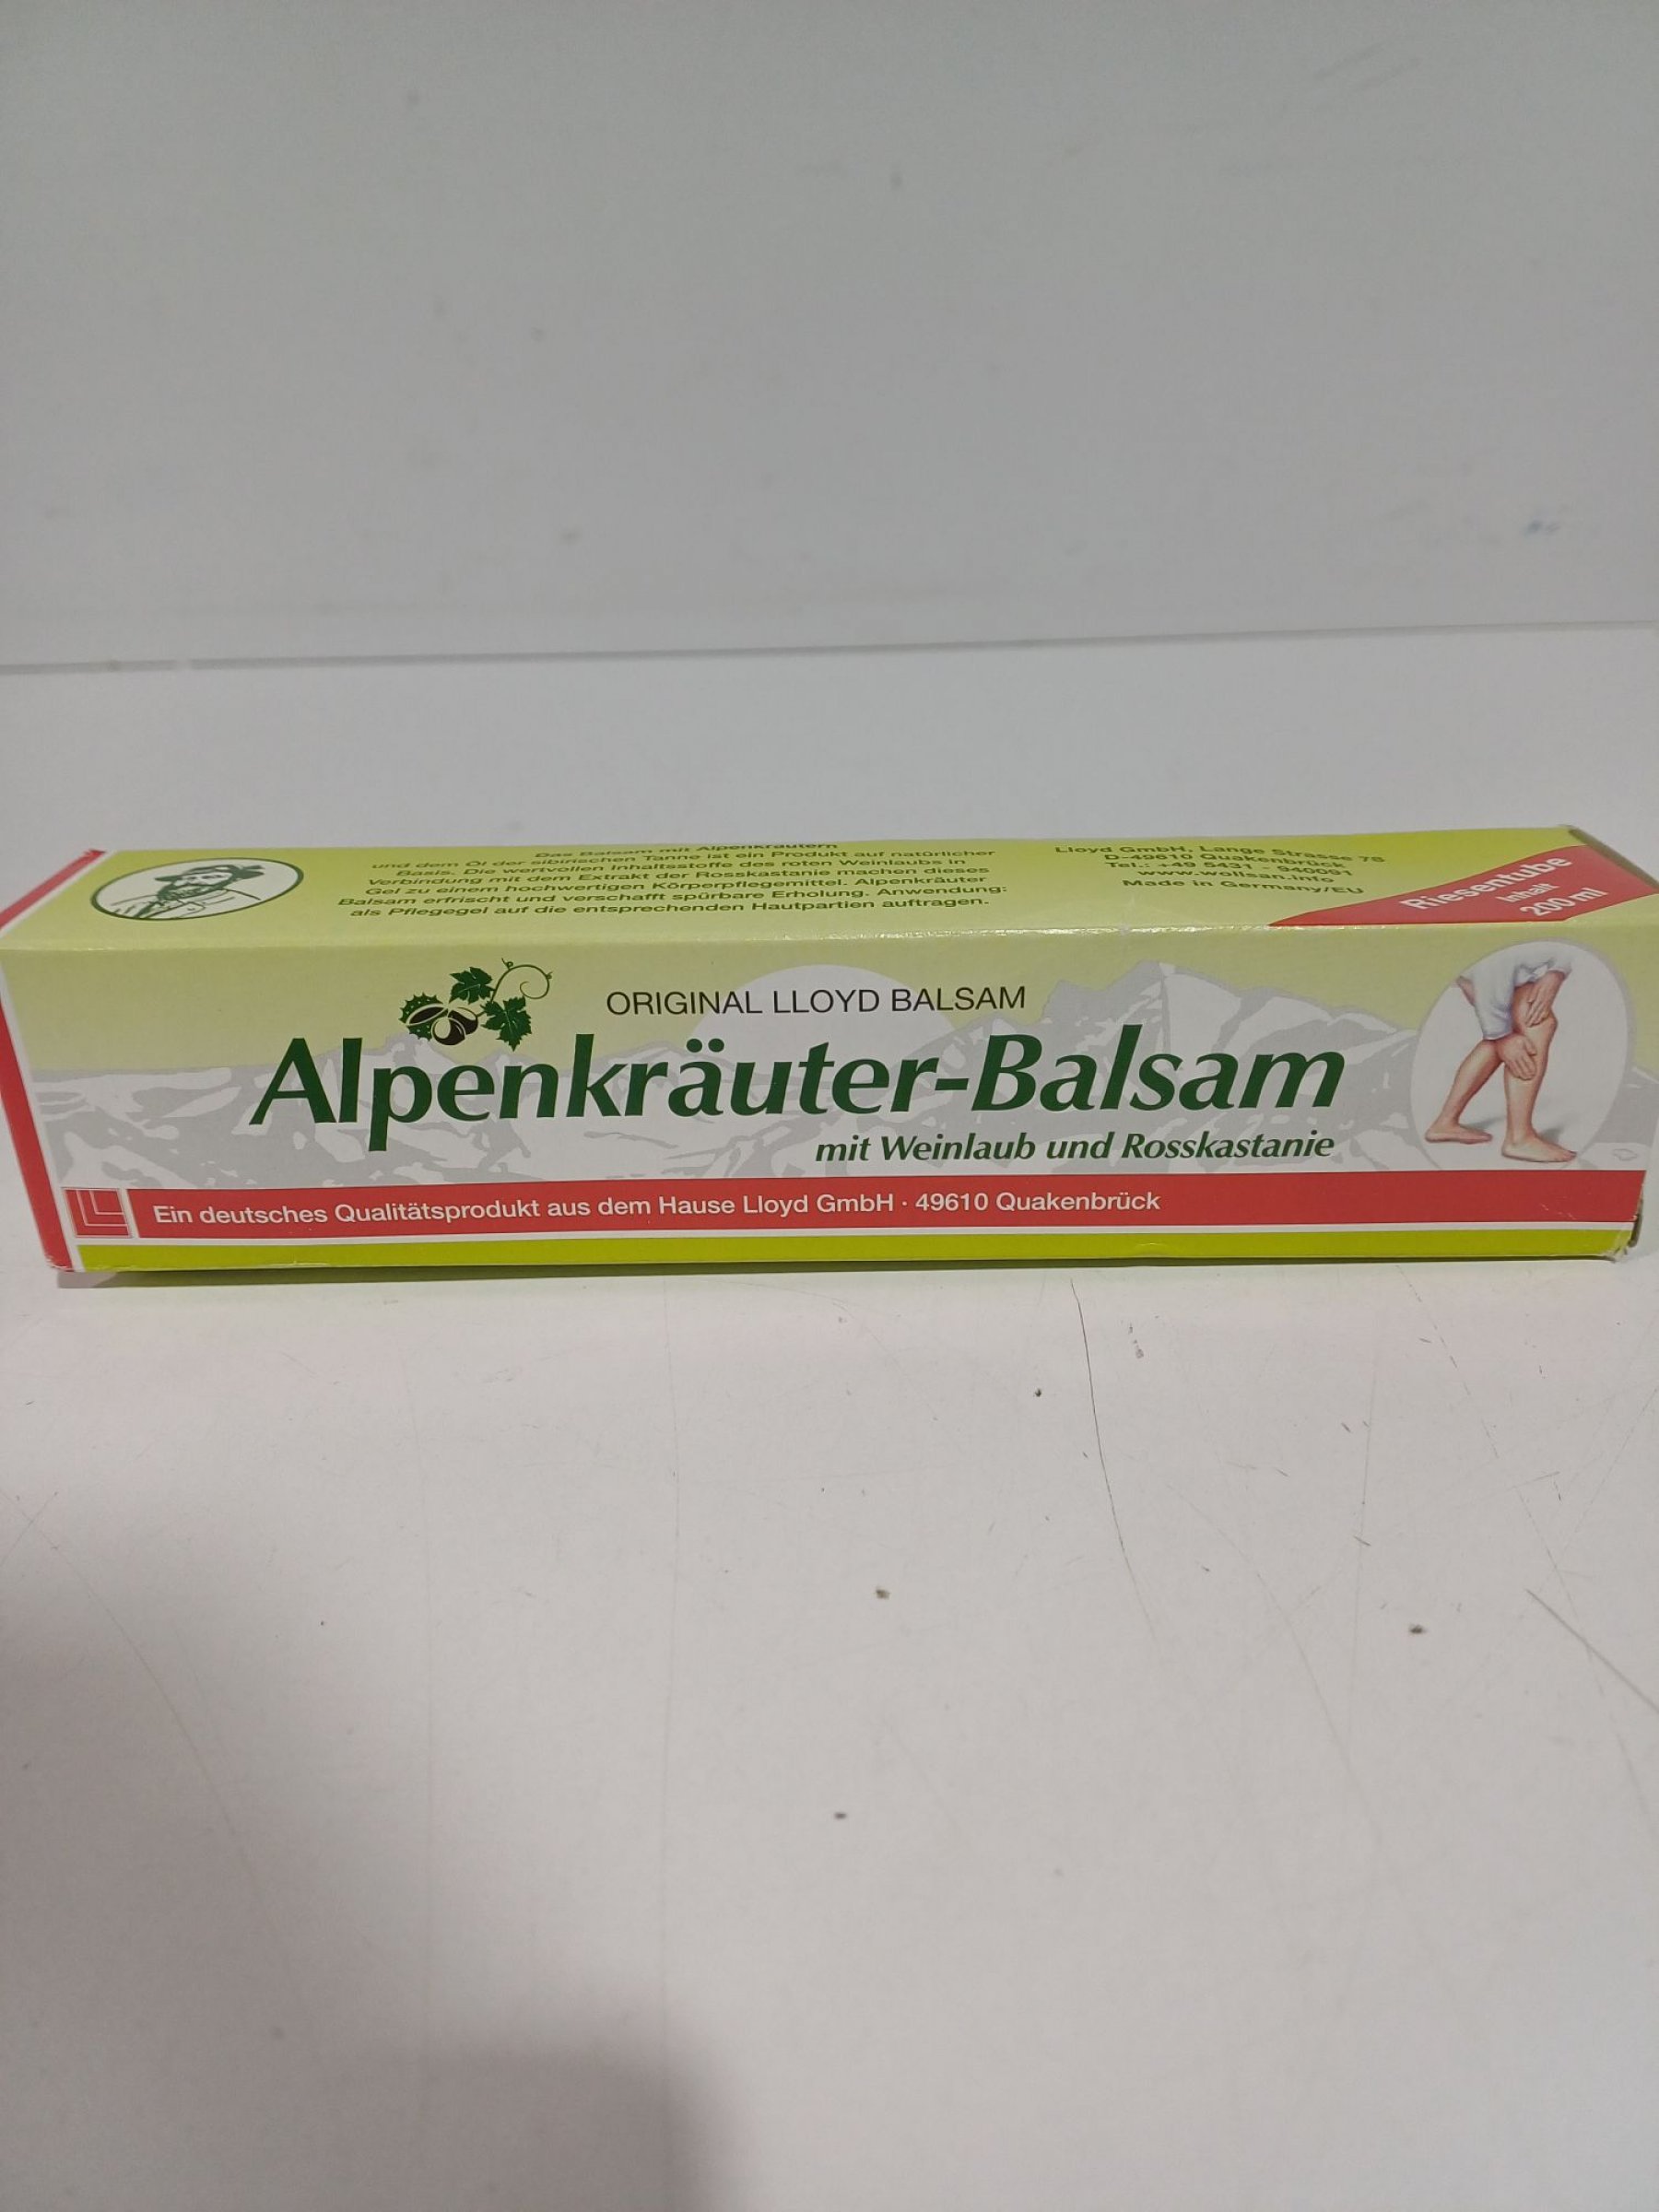 Das Balsam mit Alpenkräutern
und dem Öl der sibirischen Tanne ist ein Produkt auf natürlicher
Basis. Die wertvollen Inhaltsstoffe des roten Weinlaubs in
Verbindung mit dem Extrakt der Rosskastanie machen dieses
Gel zu einem hochwertigen Körperpflegemittel. Alpenkräuter
Balsam erfrischt und verschafft spürbare Erholung. Anwendung:
als Pflegegel auf die entsprechenden Hautpartien auftragen.
Lloyd GmbH, Lange Strasse 78
D-49610 Quakenbrück
Tel.: +49 5431 - 940091
www.wollsan.info
Made in Germany/EU
Riesentube
Inhalt
200 ml
ORIGINAL LLOYD BALSAM
Alpenkräuter-Balsam
mit Weinlaub und Rosskastanie
Ein deutsches Qualitätsprodukt aus dem Hause Lloyd GmbH · 49610 Quakenbrück